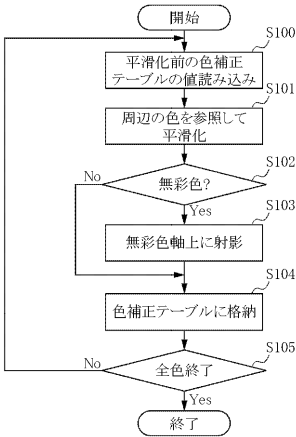 開始
S100
平滑化前の色補正
テーブルの値読み込み
S101
周辺の色を参照して
平滑化
S102
無彩色?
No
Yes
S103
無彩色軸上に射影
S104
色補正テーブルに格納
S105
全色終了
No
Yes
終了